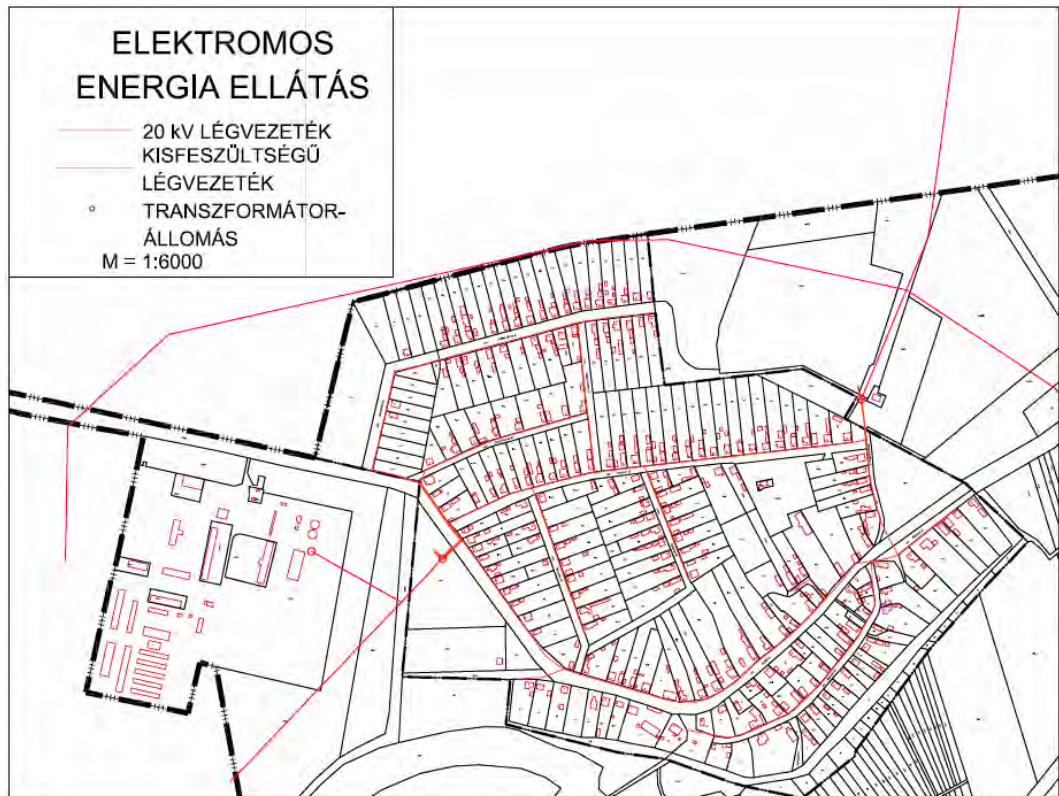 ELEKTROMOS
ENERGIA ELLÁTÁS
20 kV LÉGVEZETÉK
KISFESZÜLTSÉGŰ
LÉGVEZETÉK
TRANSZFORMÁTOR-
ÁLLOMÁS
M = 1:6000